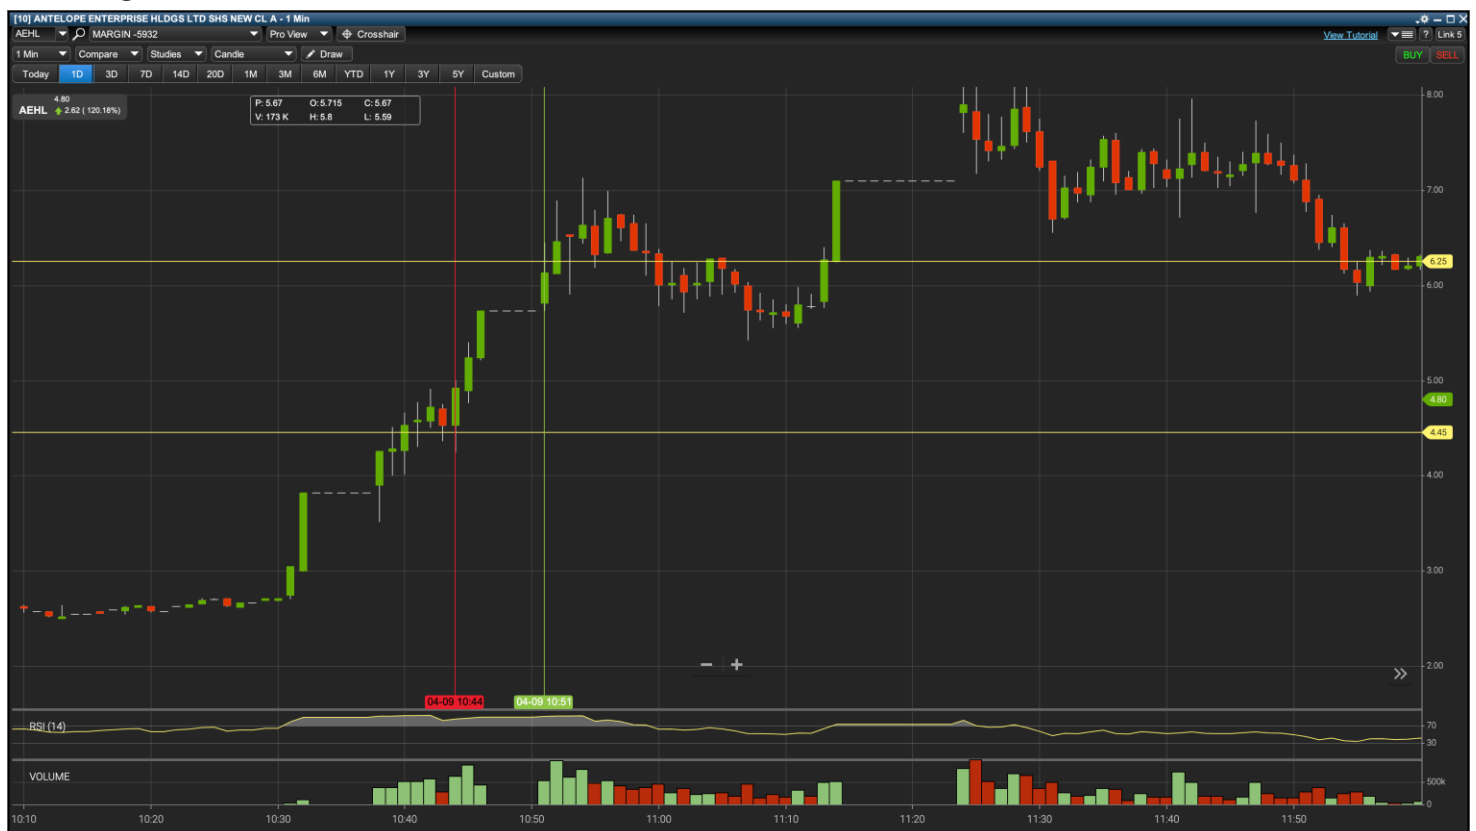 [10] ANTELOPE ENTERPRISE HLDGS LTD SHS NEW CL A - 1 Min
AEHL MARGIN -5932 Pro View Crosshair View Tutorial ? Link 5
1 Min Compare Studies Candle Draw BUY SELL
Today 1D 3D 7D 14D 20D 1M 3M 6M YTD 1Y 3Y 5Y Custom
4.80
AEHL 2.62 ( 120.18%)
P: 5.67 O: 5.715 C: 5.67
V: 173 K H: 5.8 L: 5.59
8.00
7.00
6.25
6.00
5.00
4.80
4.45
4.00
3.00
2.00
04-09 10:44 04-09 10:51
RSI (14) 70
30
VOLUME 500k
0
10:10 10:20 10:30 10:40 10:50 11:00 11:10 11:20 11:30 11:40 11:50